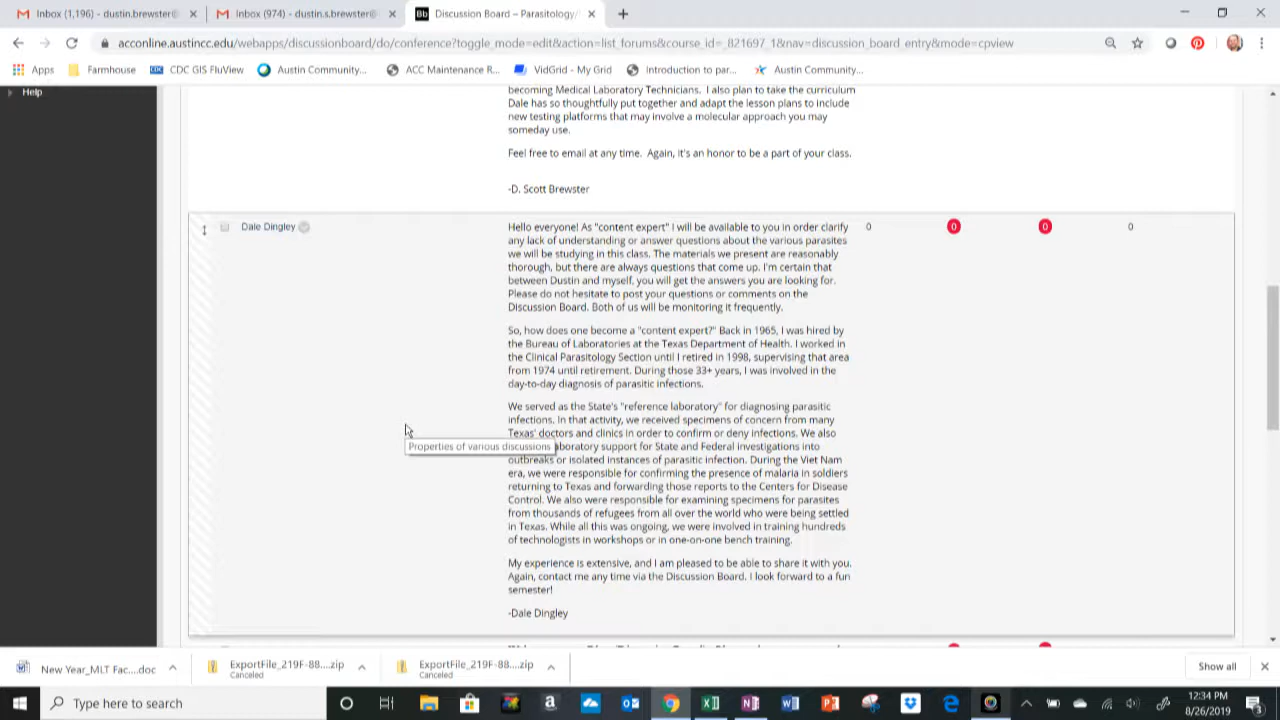 Inbox (1,196) - dustin.brewster@
Inbox (974) - dustin.s.brewster@
Bb Discussion Board – Parasitology/
acconline.austincc.edu/webapps/discussionboard/do/conference?toggle_mode=edit&action=list_forums&course_id=_821697_1&nav=discussion_board_entry&mode=cpview
Apps
Farmhouse
CDC GIS FluView
Austin Community...
ACC Maintenance R...
VidGrid - My Grid
Introduction to par...
Austin Community...
Help
becoming Medical Laboratory Technicians. I also plan to take the curriculum
Dale has so thoughtfully put together and adapt the lesson plans to include
new testing platforms that may involve a molecular approach you may
someday use.
Feel free to email at any time. Again, it's an honor to be a part of your class.
-D. Scott Brewster
Dale Dingley
Hello everyone! As "content expert" I will be available to you in order clarify
any lack of understanding or answer questions about the various parasites
we will be studying in this class. The materials we present are reasonably
thorough, but there are always questions that come up. I'm certain that
between Dustin and myself, you will get the answers you are looking for.
Please do not hesitate to post your questions or comments on the
Discussion Board. Both of us will be monitoring it frequently.
0 0 0 0
So, how does one become a "content expert?" Back in 1965, I was hired by
the Bureau of Laboratories at the Texas Department of Health. I worked in
the Clinical Parasitology Section until I retired in 1998, supervising that area
from 1974 until retirement. During those 33+ years, I was involved in the
day-to-day diagnosis of parasitic infections.
We served as the State's "reference laboratory" for diagnosing parasitic
infections. In that activity, we received specimens of concern from many
Texas' doctors and clinics in order to confirm or deny infections. We also
Properties of various discussions
laboratory support for State and Federal investigations into
outbreaks or isolated instances of parasitic infection. During the Viet Nam
era, we were responsible for confirming the presence of malaria in soldiers
returning to Texas and forwarding those reports to the Centers for Disease
Control. We also were responsible for examining specimens for parasites
from thousands of refugees from all over the world who were being settled
in Texas. While all this was ongoing, we were involved in training hundreds
of technologists in workshops or in one-on-one bench training.
My experience is extensive, and I am pleased to be able to share it with you.
Again, contact me any time via the Discussion Board. I look forward to a fun
semester!
-Dale Dingley
New Year_MLT Fac....doc
ExportFile_219F-88....zip
Canceled
ExportFile_219F-88....zip
Canceled
Show all
Type here to search
12:34 PM
8/26/2019